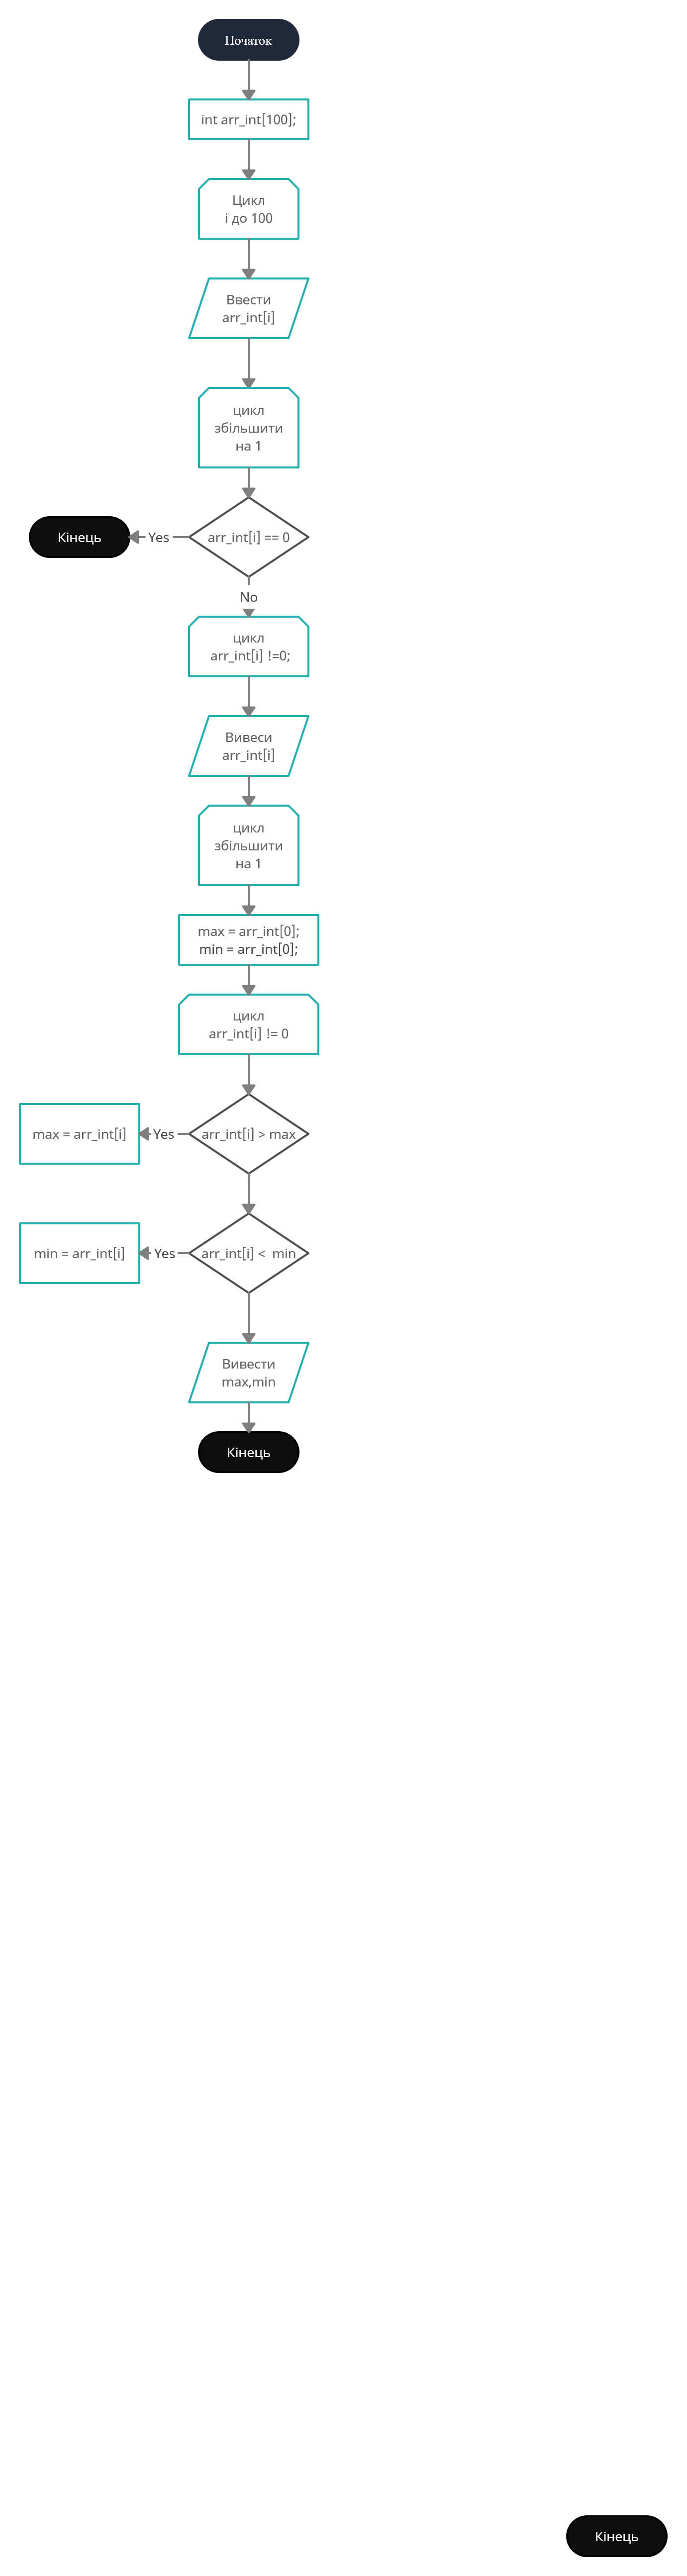 Початок
int arr_int[100];
Цикл
і до 100
Ввести
arr_int[i]
цикл
збільшити
на 1
arr_int[i] == 0
Yes
Кінець
No
цикл
arr_int[i] !=0;
Вивеси
arr_int[i]
цикл
збільшити
на 1
max = arr_int[0];
min = arr_int[0];
цикл
arr_int[i] != 0
arr_int[i] > max
Yes
max = arr_int[i]
arr_int[i] < min
Yes
min = arr_int[i]
Вивести
max,min
Кінець
Кінець